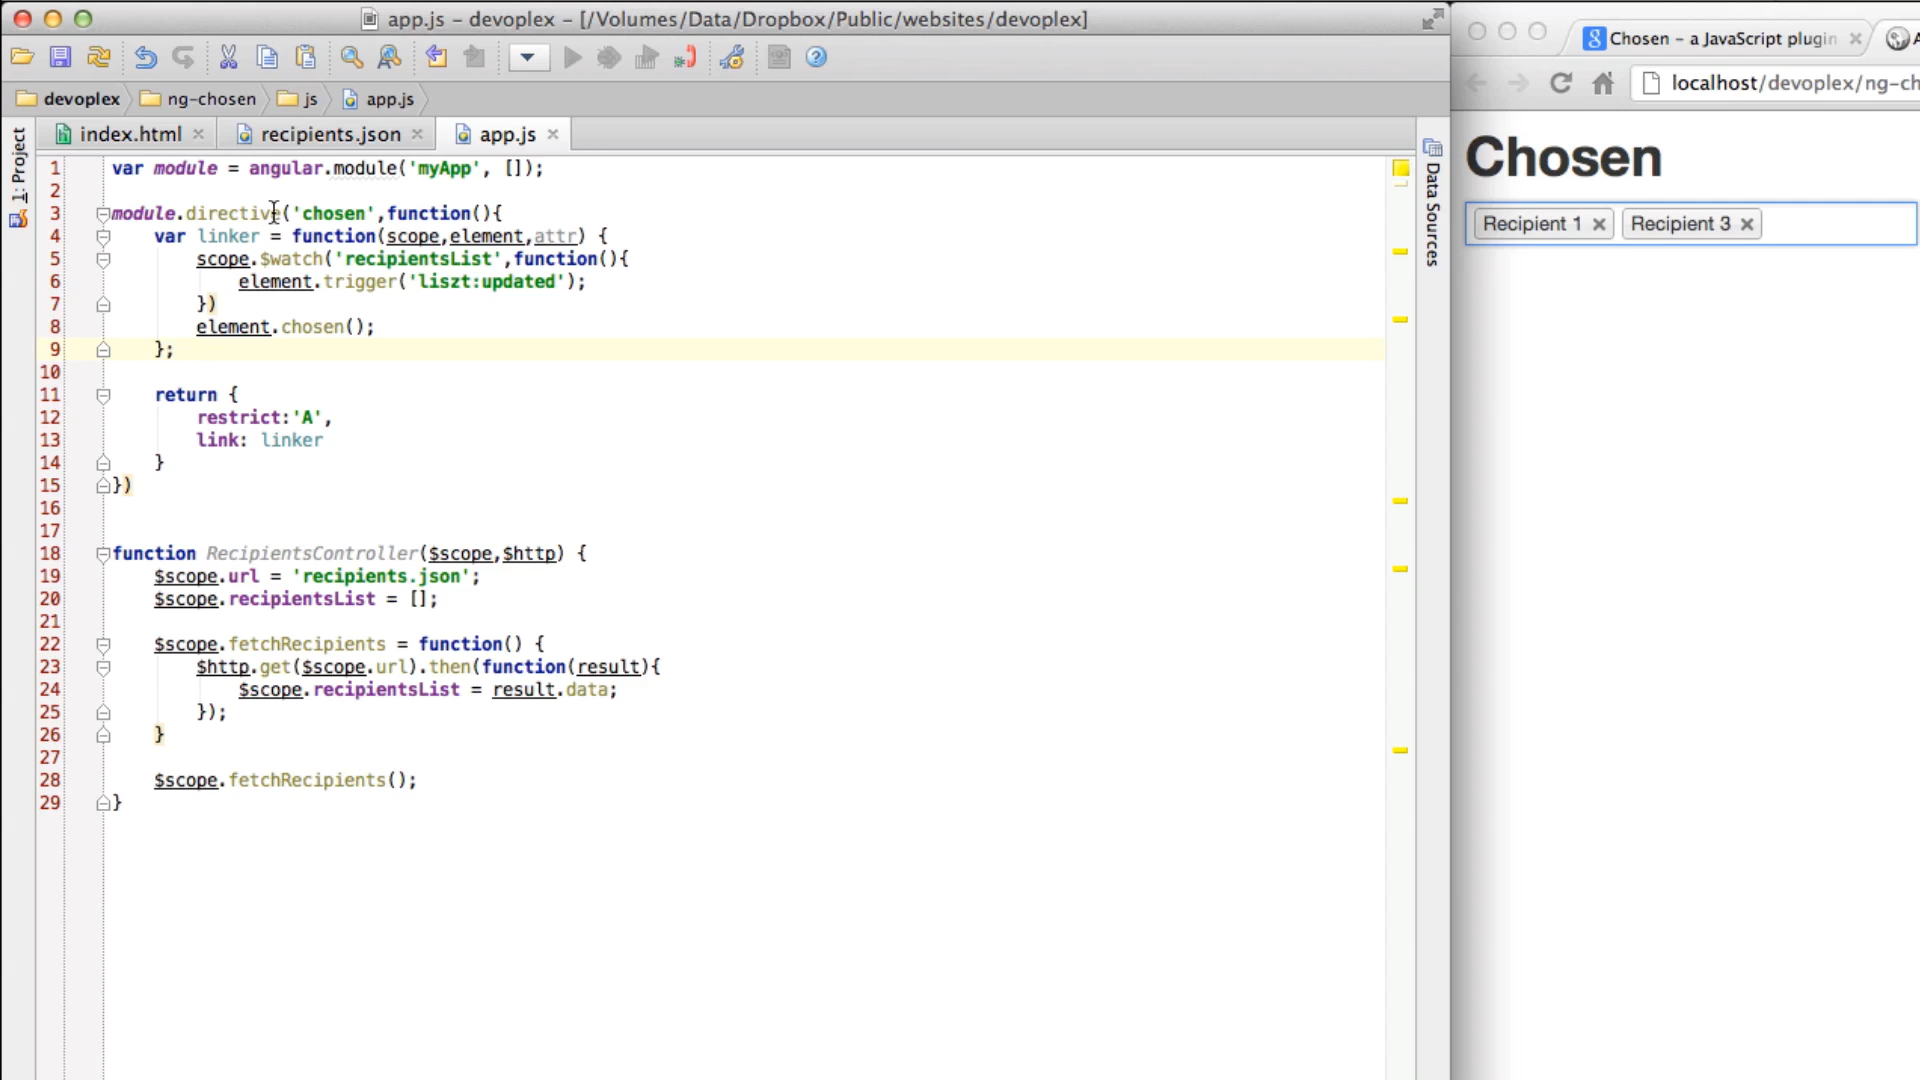 app.js – devoplex – [/Volumes/Data/Dropbox/Public/websites/devoplex]
devoplex ng-chosen js app.js
index.html recipients.json app.js
1: Project
Data Sources
1 var module = angular.module('myApp', []);
2
3 module.directive('chosen',function(){
4 var linker = function(scope,element,attr) {
5 scope.$watch('recipientsList',function(){
6 element.trigger('liszt:updated');
7 })
8 element.chosen();
9 };
10
11 return {
12 restrict:'A',
13 link: linker
14 }
15 })
16
17
18 function RecipientsController($scope,$http) {
19 $scope.url = 'recipients.json';
20 $scope.recipientsList = [];
21
22 $scope.fetchRecipients = function() {
23 $http.get($scope.url).then(function(result){
24 $scope.recipientsList = result.data;
25 });
26 }
27
28 $scope.fetchRecipients();
29 }
Chosen – a JavaScript plugin
localhost/devoplex/ng-ch
Chosen
Recipient 1 Recipient 3